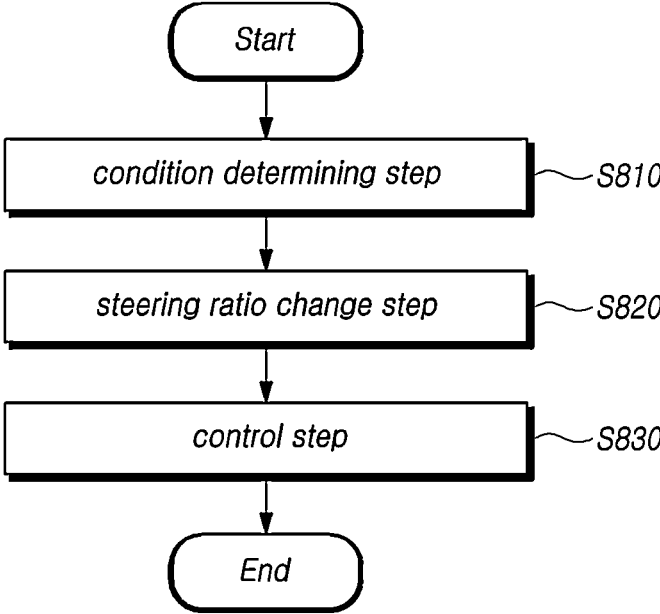 Start
condition determining step S810
steering ratio change step S820
control step S830
End